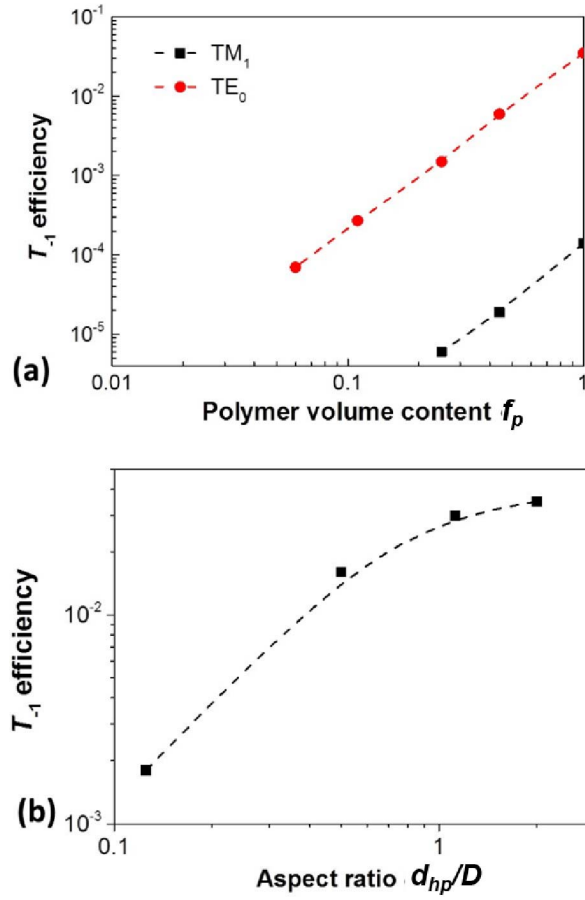 10⁻¹
TM₁
TE₀
10⁻²
10⁻³
10⁻⁴
10⁻⁵
T₋₁ efficiency
(a)
0.01
0.1
1
Polymer volume content fₚ
10⁻²
T₋₁ efficiency
(b)
10⁻³
0.1
1
Aspect ratio d_hp/D